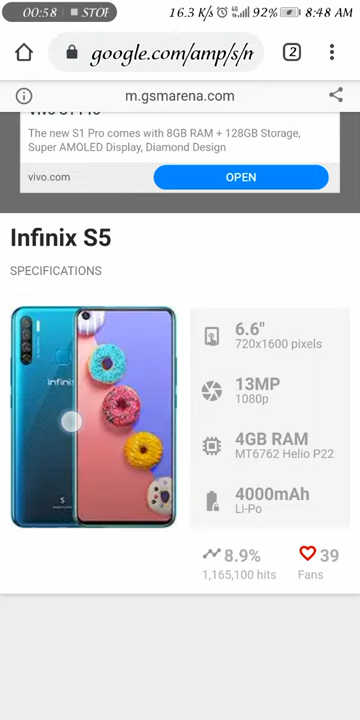 00:58 STOP 16.3 K/s 92% 8:48 AM
google.com/amp/s/n 2
m.gsmarena.com
The new S1 Pro comes with 8GB RAM + 128GB Storage,
Super AMOLED Display, Diamond Design
vivo.com OPEN
Infinix S5
SPECIFICATIONS
6.6"
720x1600 pixels
13MP
1080p
4GB RAM
MT6762 Helio P22
4000mAh
Li-Po
8.9% 39
1,165,100 hits Fans
Infinix
S